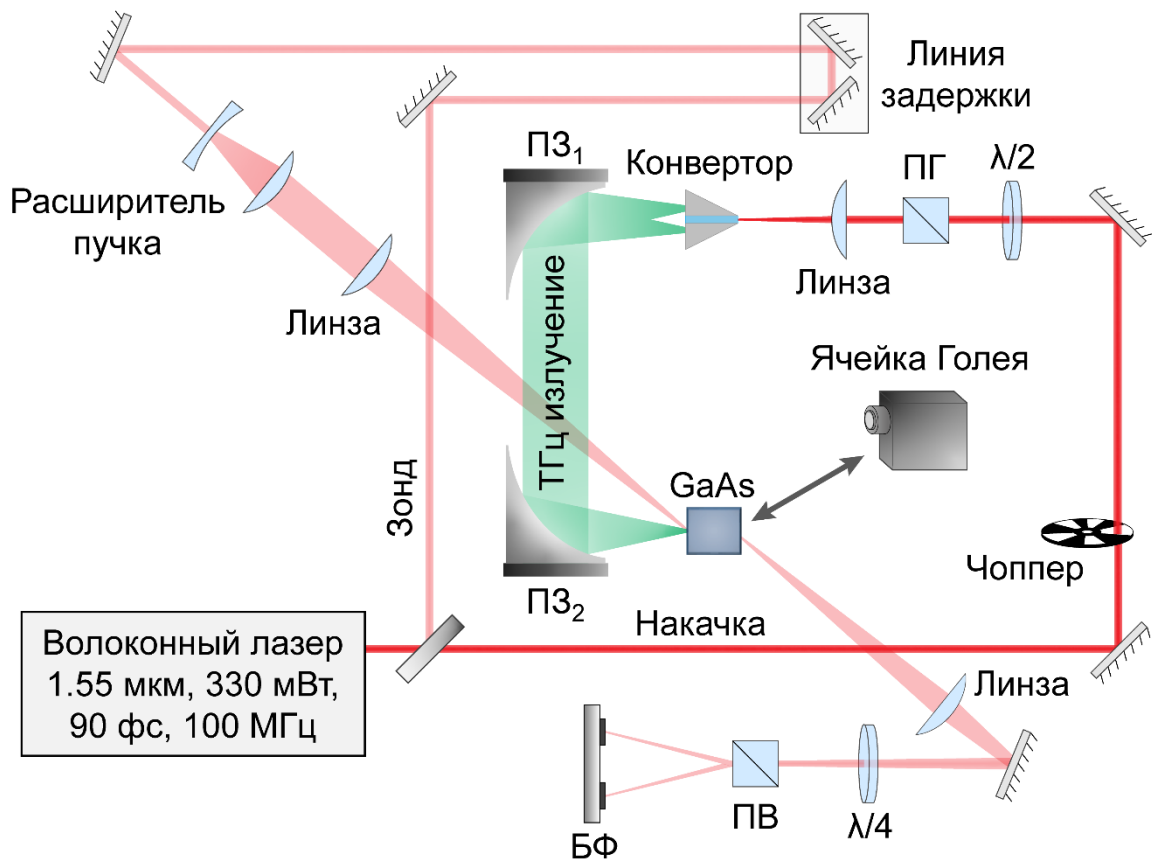 Линия
задержки
ПЗ₁
Конвертор
ПГ
λ/2
Расширитель
пучка
Линза
Линза
ТГц излучение
Ячейка Голея
Зонд
GaAs
Чоппер
ПЗ₂
Накачка
Волоконный лазер
1.55 мкм, 330 мВт,
90 фс, 100 МГц
Линза
БФ
ПВ
λ/4